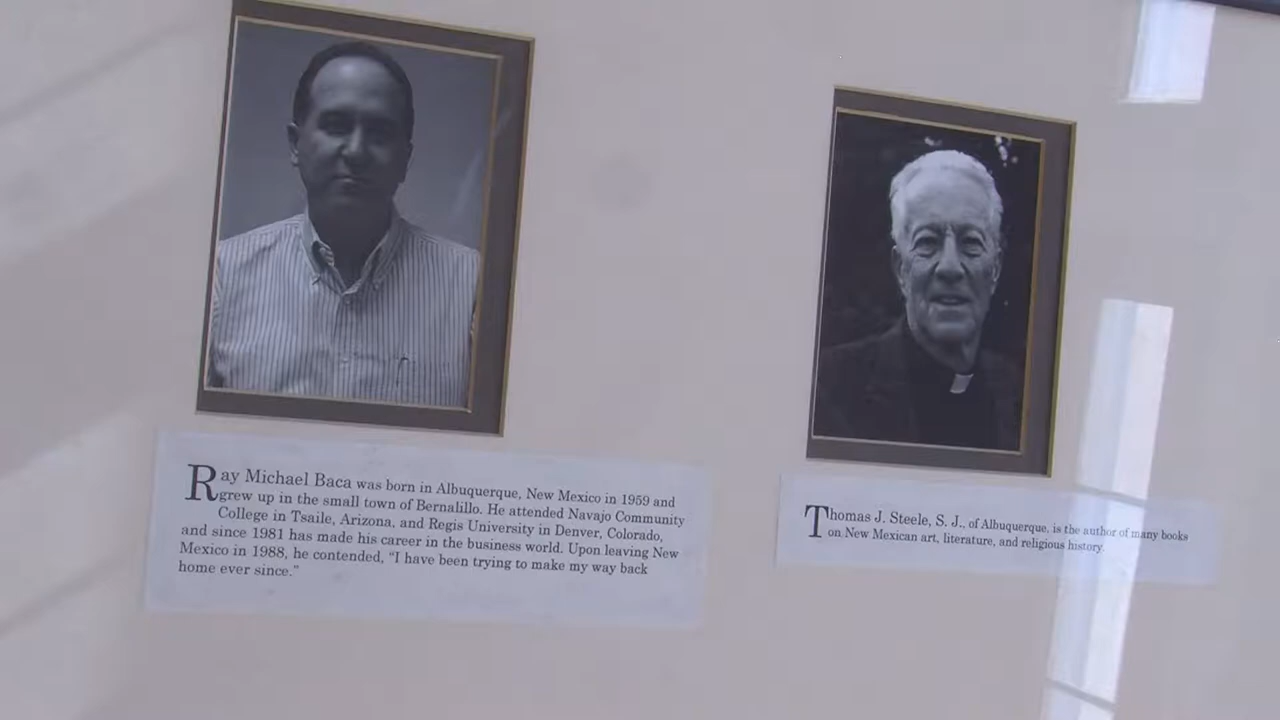 Ray Michael Baca was born in Albuquerque, New Mexico in 1959 and
grew up in the small town of Bernalillo. He attended Navajo Community
College in Tsaile, Arizona, and Regis University in Denver, Colorado,
and since 1981 has made his career in the business world. Upon leaving New
Mexico in 1988, he contended, “I have been trying to make my way back
home ever since.”
Thomas J. Steele, S. J., of Albuquerque, is the author of many books
on New Mexican art, literature, and religious history.